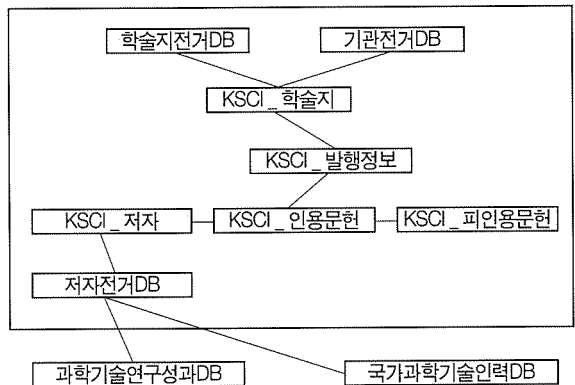 학술지전거DB
기관전거DB
KSCI _ 학술지
KSCI _ 발행정보
KSCI _ 저자
KSCI _ 인용문헌
KSCI _ 피인용문헌
저자전거DB
과학기술연구성과DB
국가과학기술인력DB